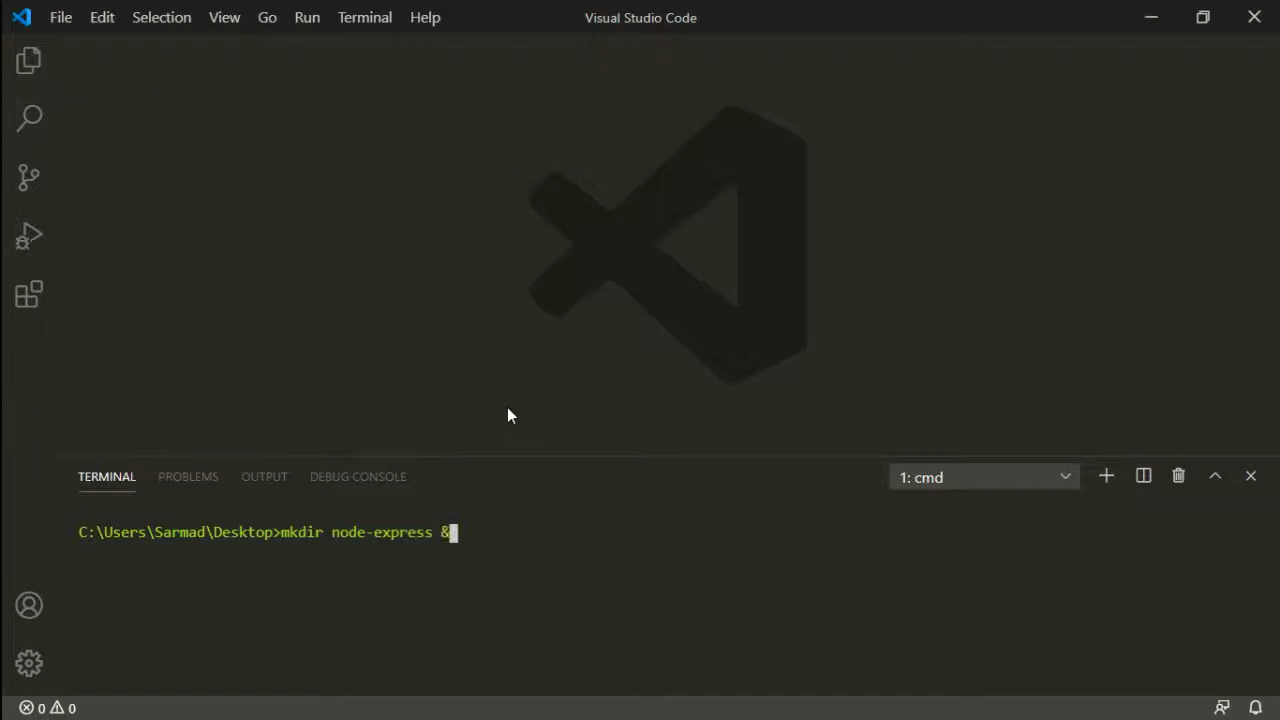 File Edit Selection View Go Run Terminal Help Visual Studio Code
TERMINAL PROBLEMS OUTPUT DEBUG CONSOLE 1: cmd
C:\Users\Sarmad\Desktop>mkdir node-express &
0 0